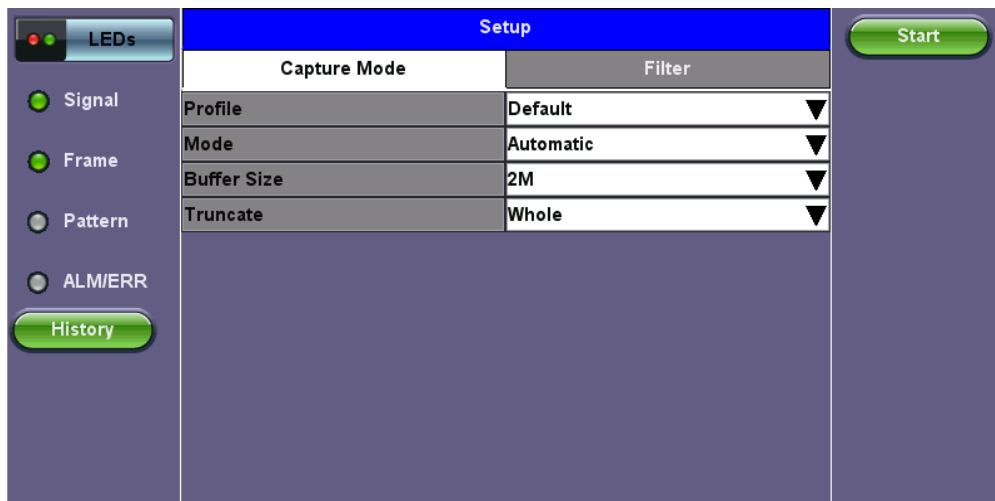 LEDs
Setup
Start
Capture Mode Filter
Signal
Profile Default
Mode Automatic
Frame
Buffer Size 2M
Truncate Whole
Pattern
ALM/ERR
History